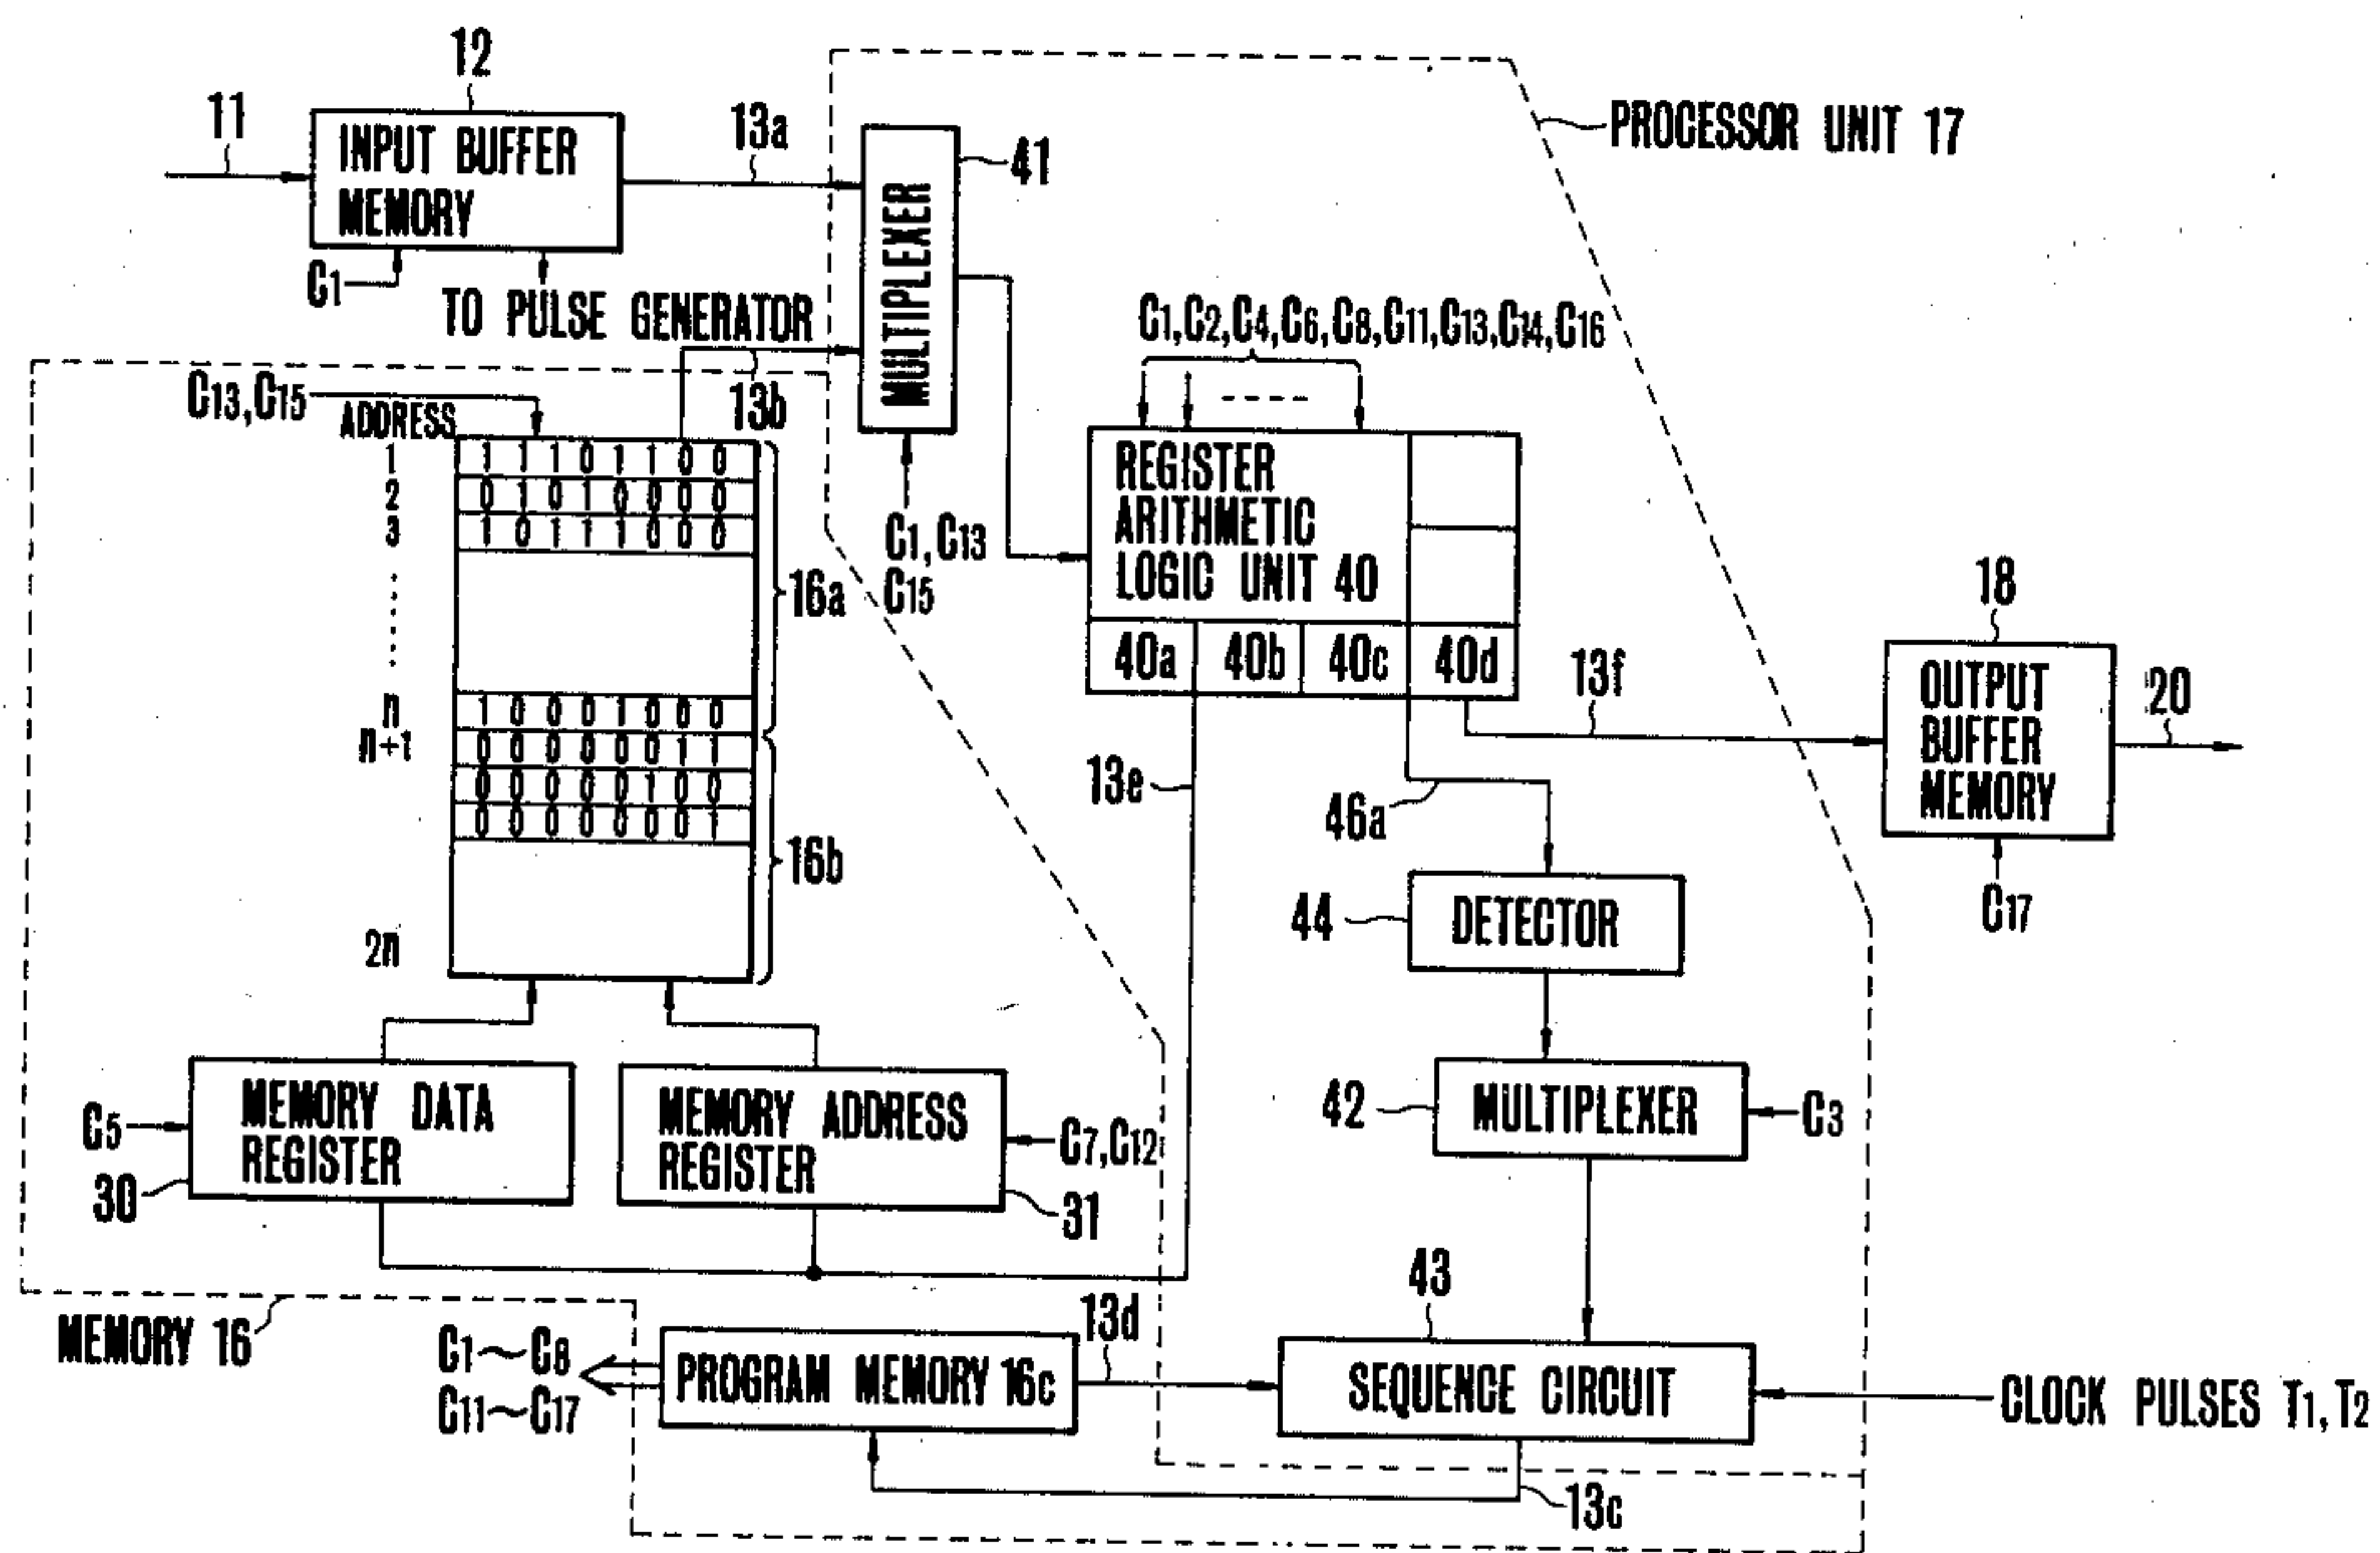 12
11
INPUT BUFFER
MEMORY
13a
41
PROCESSOR UNIT 17
MULTIPLEXER
C1
TO PULSE GENERATOR
13b
C1,C2,C4,C6,C8,C11,C13,C14,C16
C13,C15
ADDRESS
1 1 1 1 0 1 1 0 0
2 0 1 0 1 0 0 0 0
3 1 0 1 1 1 0 0 0
16a
C1,C13
C15
REGISTER
ARITHMETIC
LOGIC UNIT 40
40a 40b 40c 40d
n 1 0 0 0 1 0 0 0
n+1 0 0 0 0 0 0 1 1
0 0 0 0 0 1 0 0
0 0 0 0 0 0 0 1
16b
2n
13e
13f
46a
18
OUTPUT
BUFFER
MEMORY
20
C17
44
DETECTOR
42
MULTIPLEXER
C3
C5
MEMORY DATA
REGISTER
30
MEMORY ADDRESS
REGISTER
C7,C12
31
MEMORY 16
C1~C8
C11~C17
PROGRAM MEMORY 16c
13d
43
SEQUENCE CIRCUIT
CLOCK PULSES T1,T2
13c